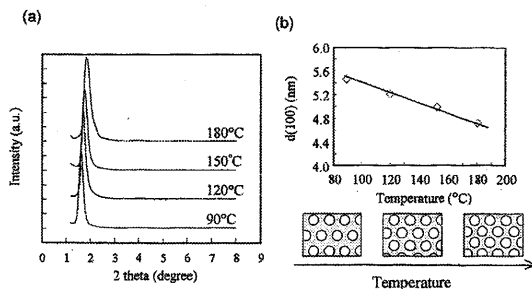 (a)
Intensity (a.u.)
180°C
150°C
120°C
90°C
0 1 2 3 4 5 6 7 8 9
2 theta (degree)
(b)
d(100) (nm)
6.0
5.6
5.2
4.8
4.4
4.0
80 100 120 140 160 180 200
Temperature (°C)
Temperature